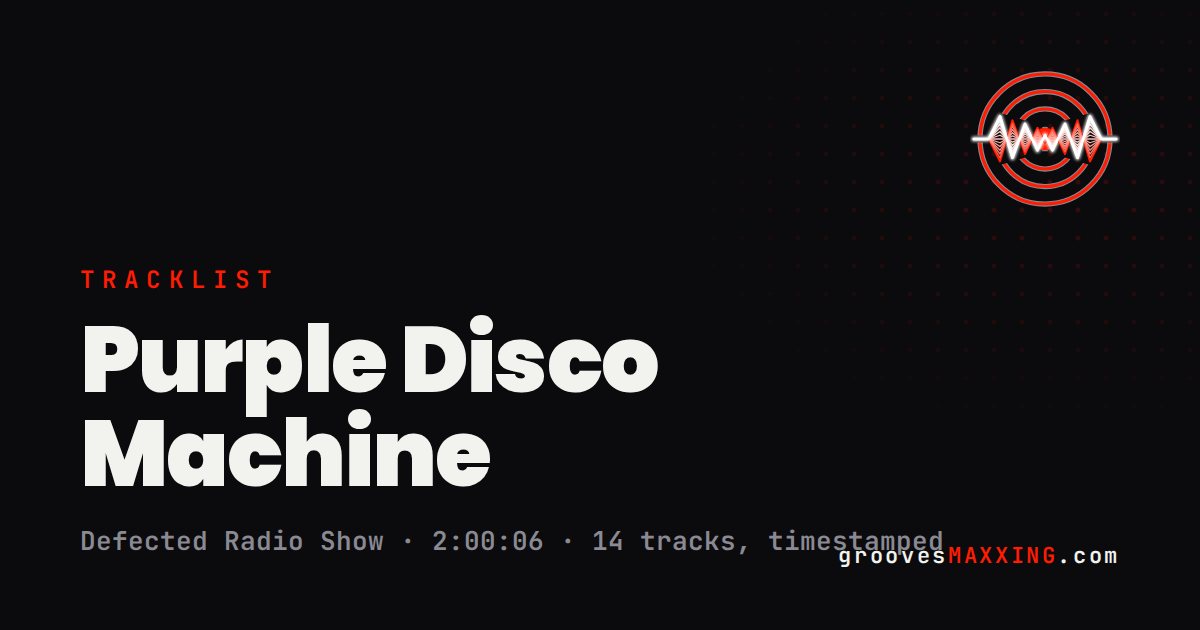 TRACKLIST
Purple Disco
Machine
Defected Radio Show · 2:00:06 · 14 tracks, timestamped
groovesMAXXING.com